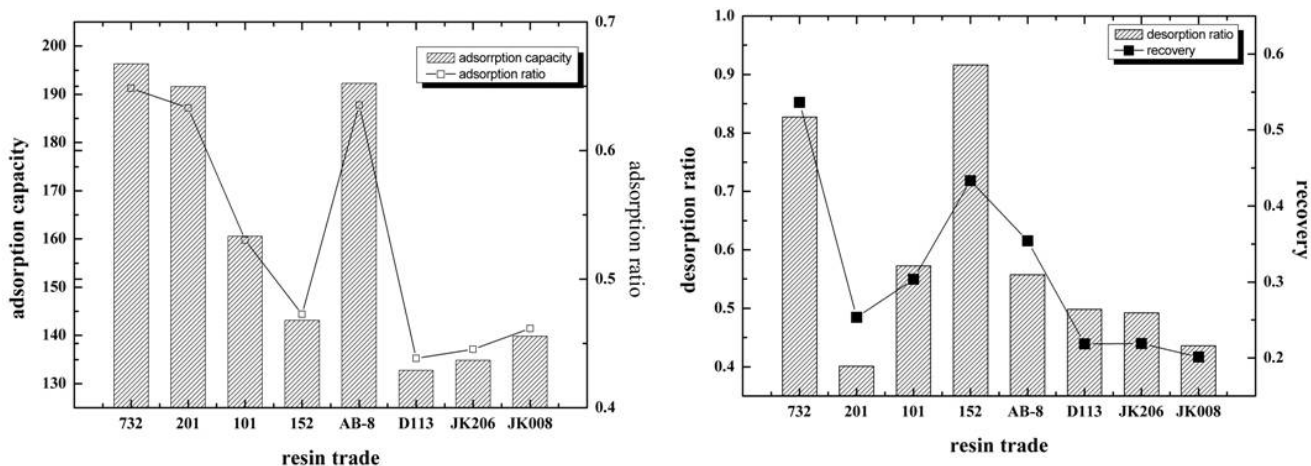 200
190
180
170
160
150
140
130
adsorption capacity
adsorrption capacity
adsorption ratio
0.7
0.6
0.5
0.4
adsorption ratio
732 201 101 152 AB-8 D113 JK206 JK008
resin trade
1.0
0.9
0.8
0.7
0.6
0.5
0.4
desorption ratio
desorption ratio
recovery
0.6
0.5
0.4
0.3
0.2
recovery
732 201 101 152 AB-8 D113 JK206 JK008
resin trade